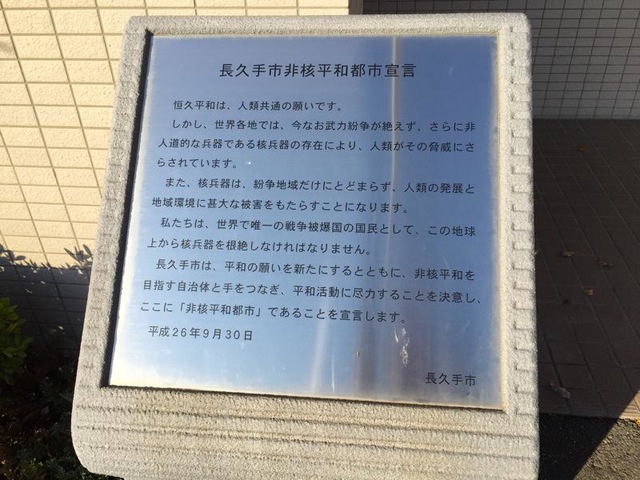 長久手市非核平和都市宣言
恒久平和は、人類共通の願いです。
しかし、世界各地では、今なお武力紛争が絶えず、さらに非
人道的な兵器である核兵器の存在により、人類がその脅威にさ
らされています。
また、核兵器は、紛争地域だけにとどまらず、人類の発展と
地域環境に甚大な被害をもたらすことになります。
私たちは、世界で唯一の戦争被爆国の国民として、この地球
上から核兵器を根絶しなければなりません。
長久手市は、平和の願いを新たにするとともに、非核平和を
目指す自治体と手をつなぎ、平和活動に尽力することを決意し、
ここに「非核平和都市」であることを宣言します。
平成26年9月30日
長久手市